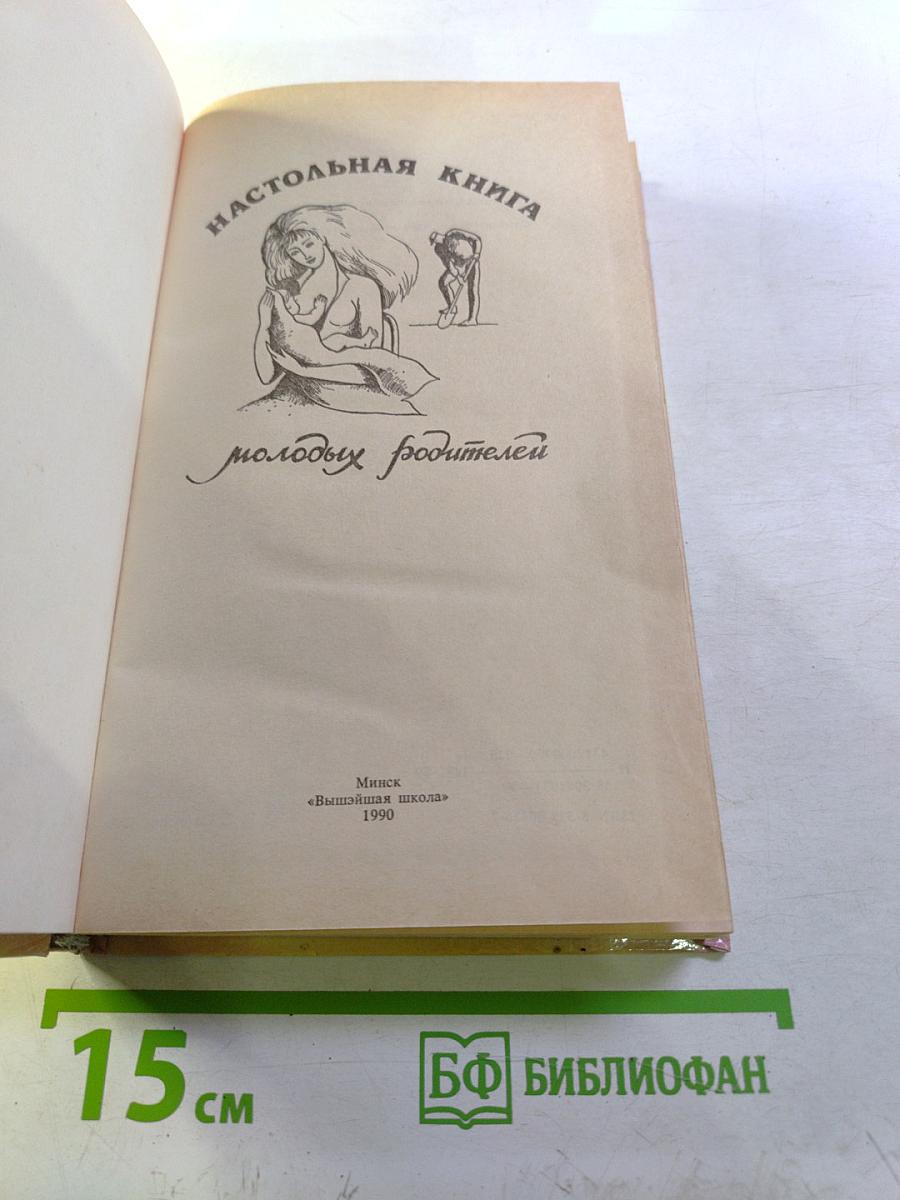 НАСТОЛЬНАЯ КНИГА
молодых родителей
Минск
«Вышэйшая школа»
1990
15 см
БФ БИБЛИОФАН